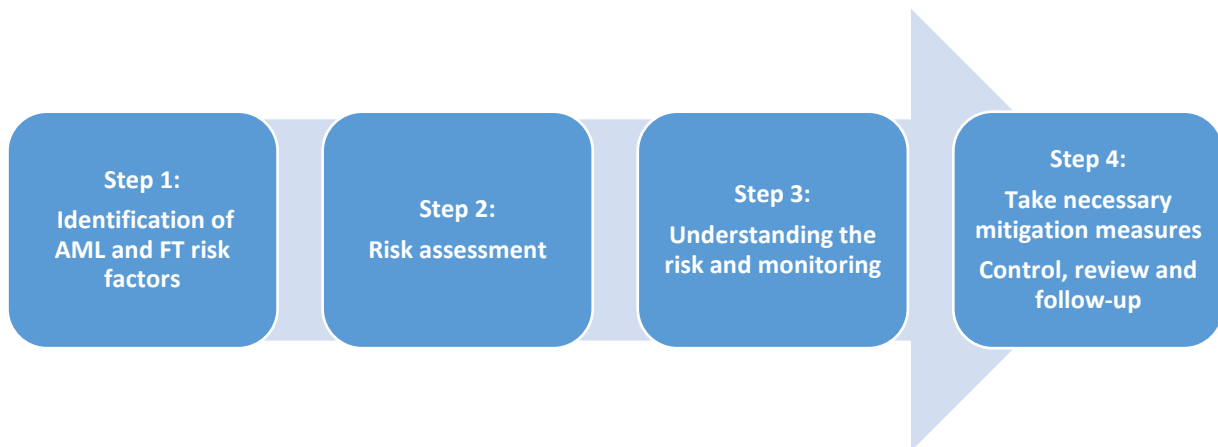 Step 1:
Identification of
AML and FT risk
factors
Step 2:
Risk assessment
Step 3:
Understanding the
risk and monitoring
Step 4:
Take necessary
mitigation measures
Control, review and
follow-up